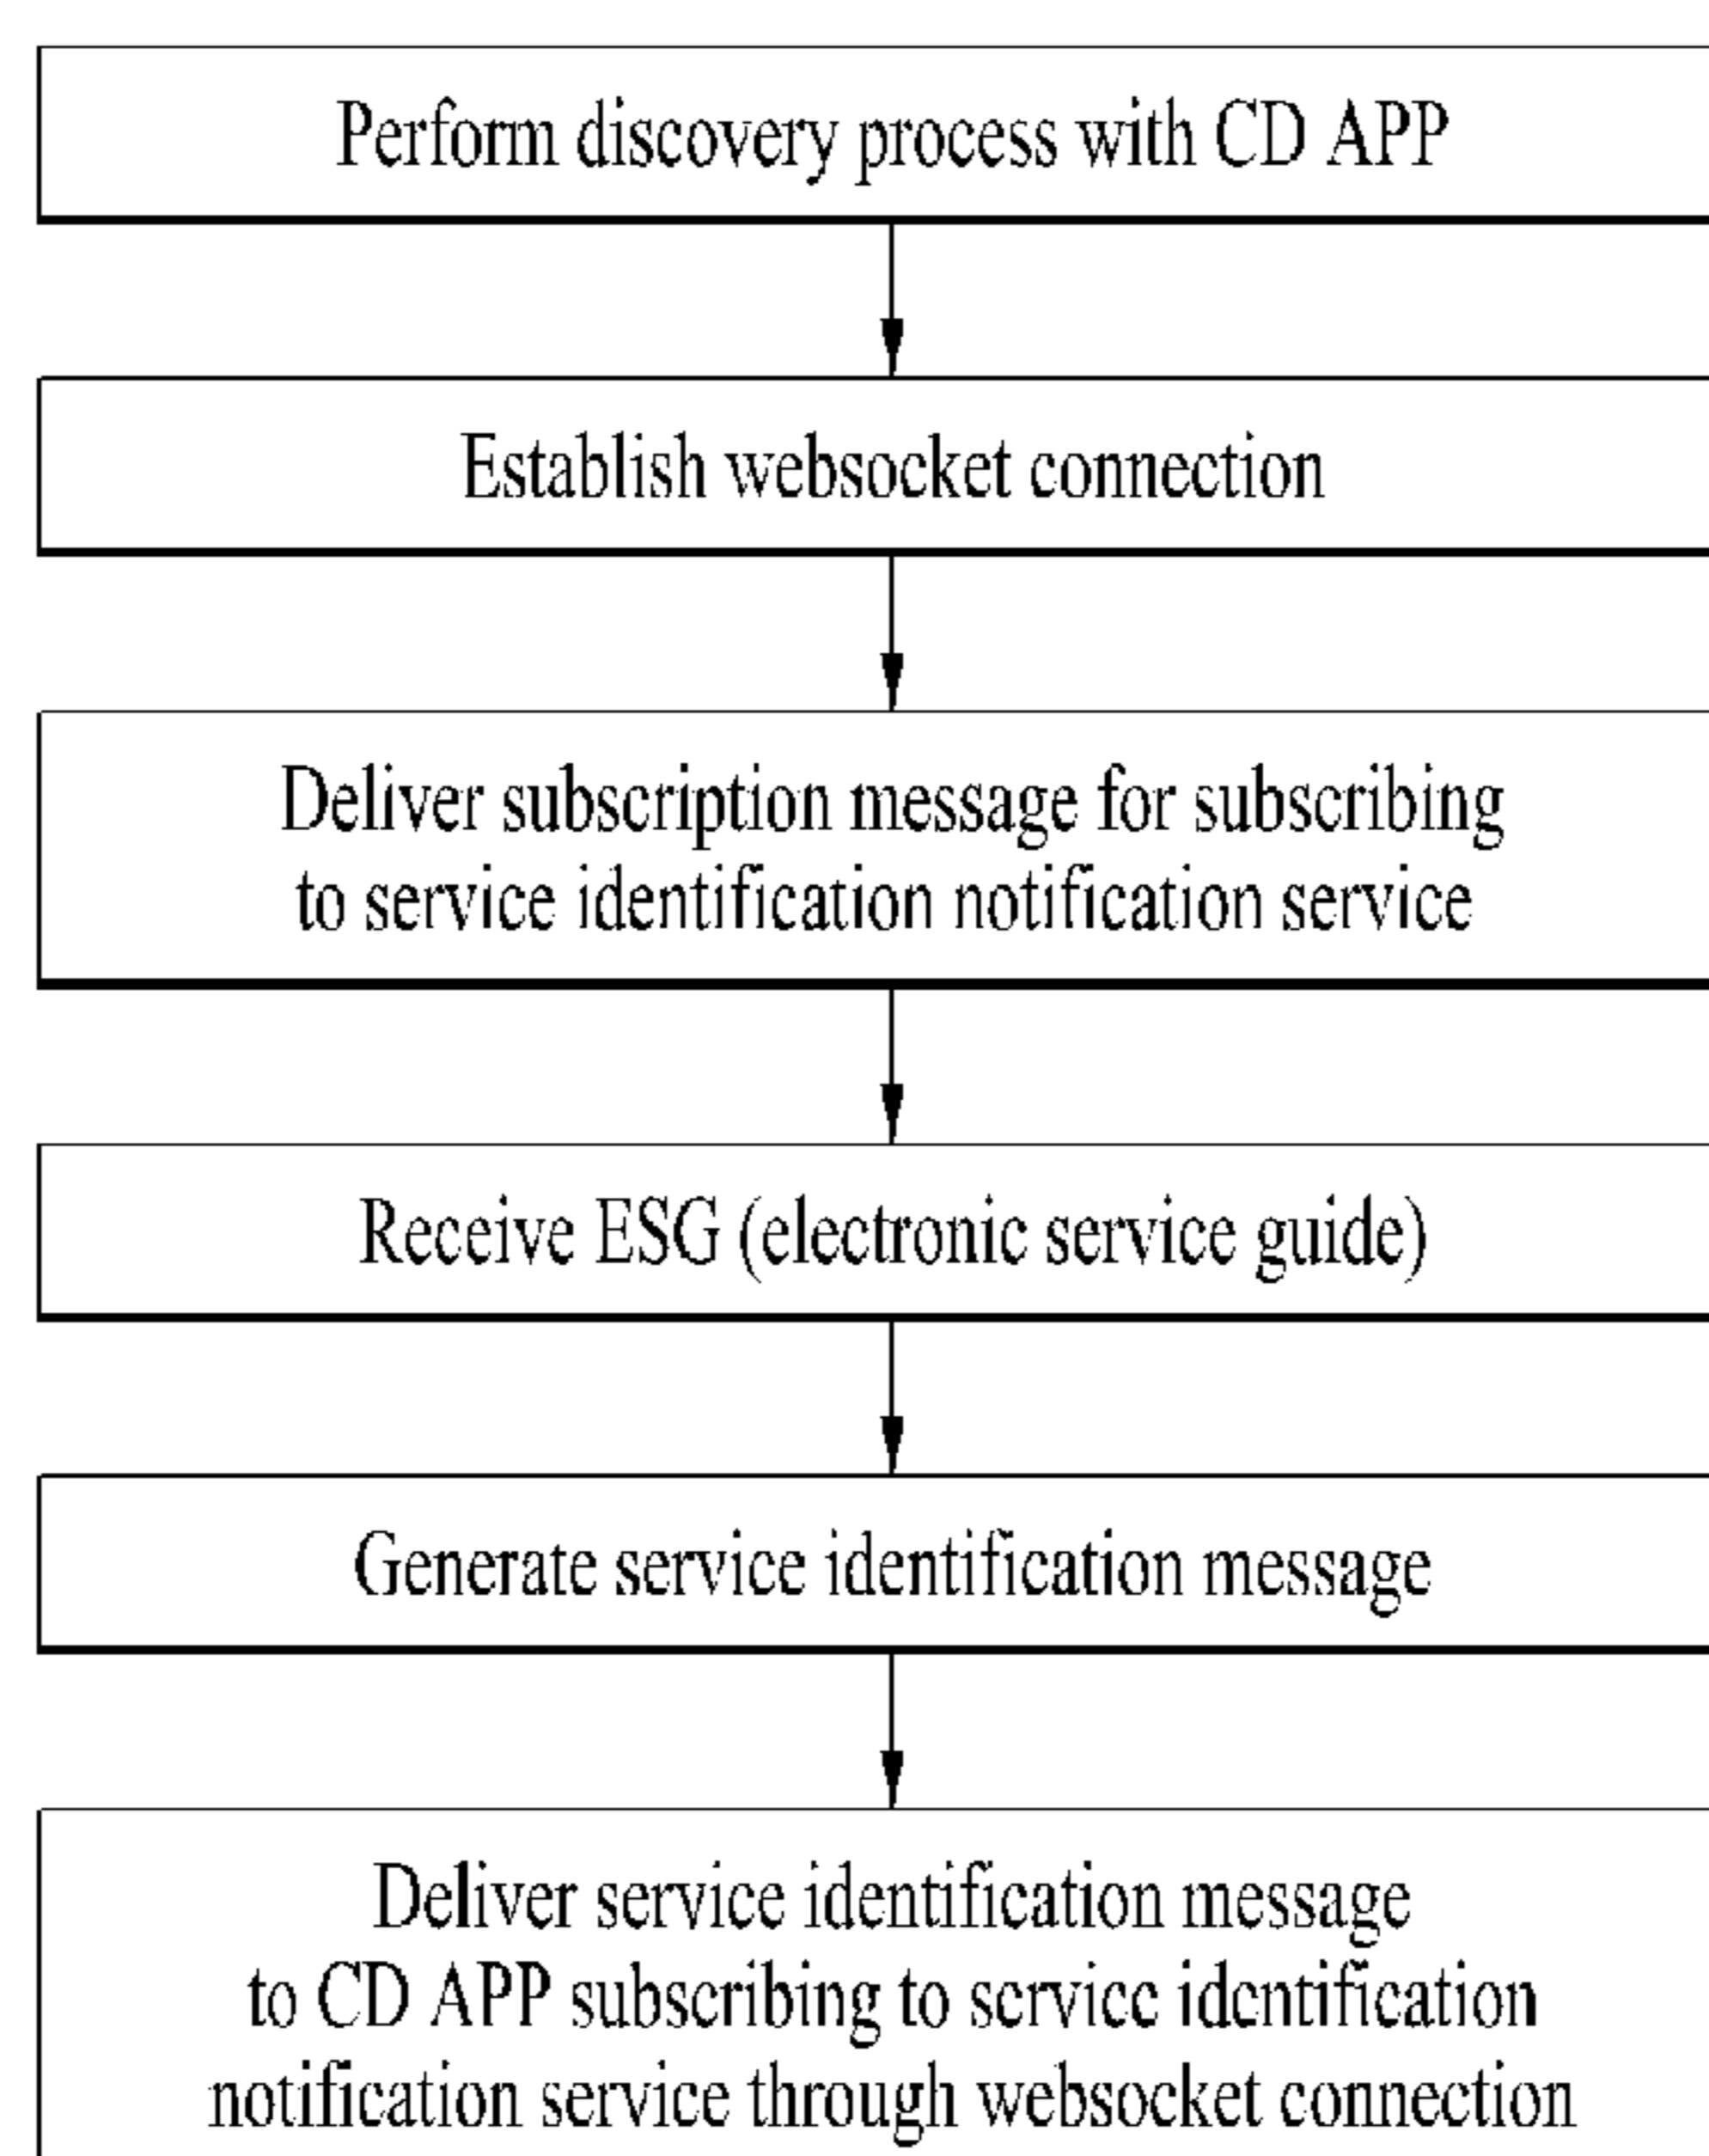 Perform discovery process with CD APP
Establish websocket connection
Deliver subscription message for subscribing
to service identification notification service
Receive ESG (electronic service guide)
Generate service identification message
Deliver service identification message
to CD APP subscribing to service identification
notification service through websocket connection